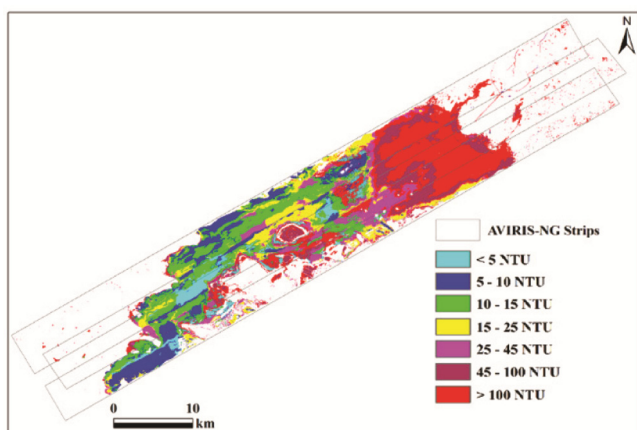 N
AVIRIS-NG Strips
< 5 NTU
5 - 10 NTU
10 - 15 NTU
15 - 25 NTU
25 - 45 NTU
45 - 100 NTU
> 100 NTU
0 10
km